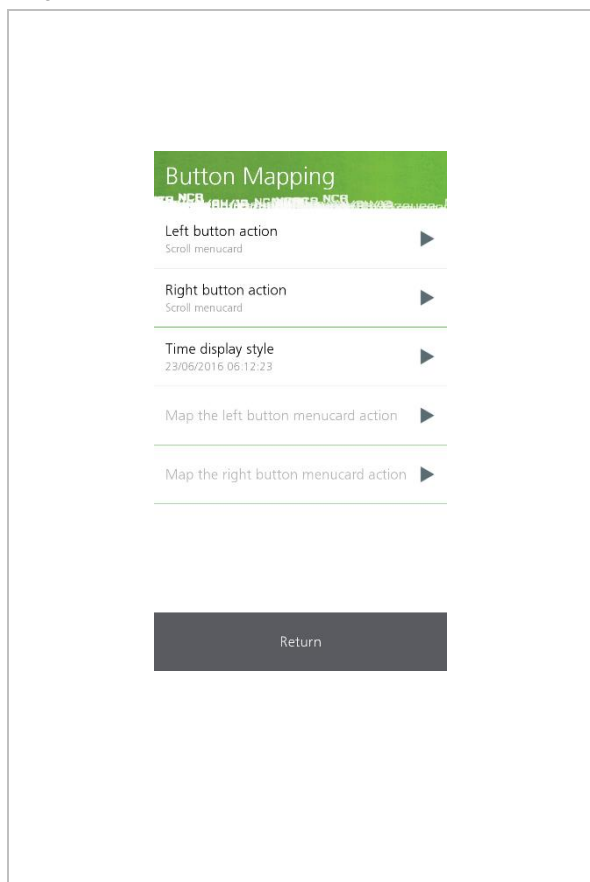 Button Mapping
Left button action
Scroll menucard
Right button action
Scroll menucard
Time display style
23/06/2016 06:12:23
Map the left button menucard action
Map the right button menucard action
Return